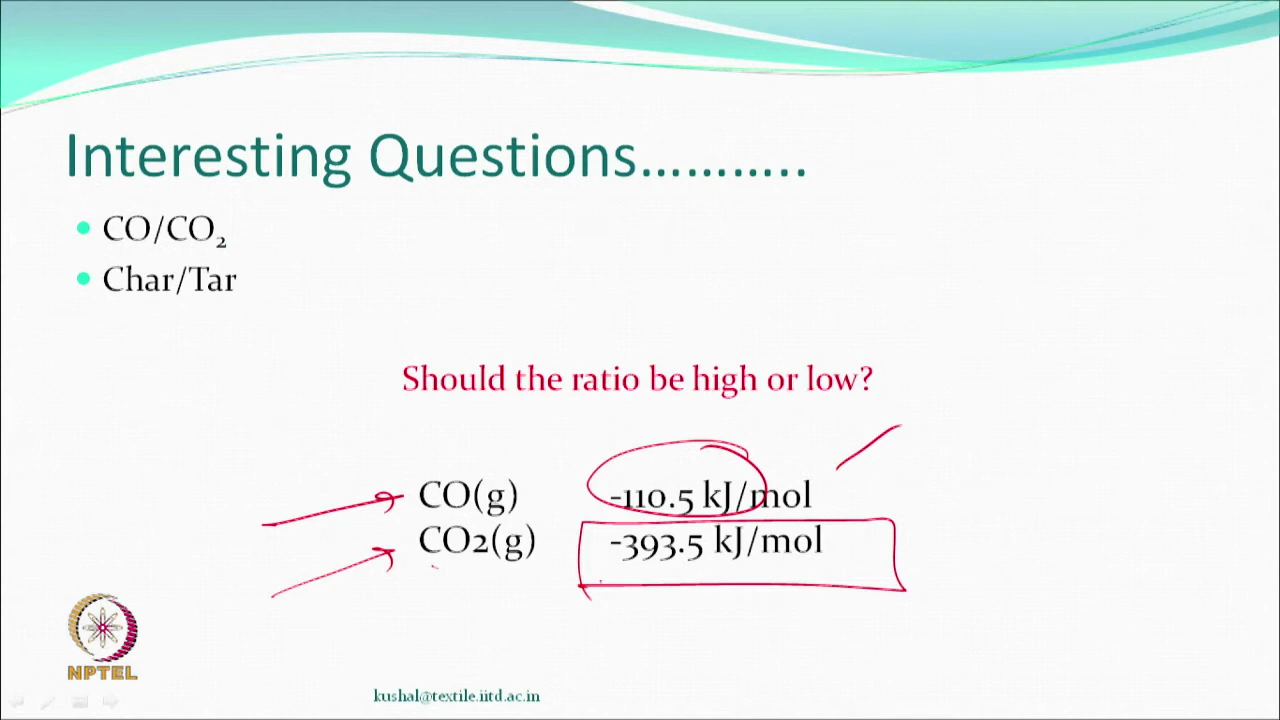 Interesting Questions………..
CO/CO₂
Char/Tar
Should the ratio be high or low?
CO(g) -110.5 kJ/mol
CO2(g) -393.5 kJ/mol
NPTEL
kushal@textile.iitd.ac.in